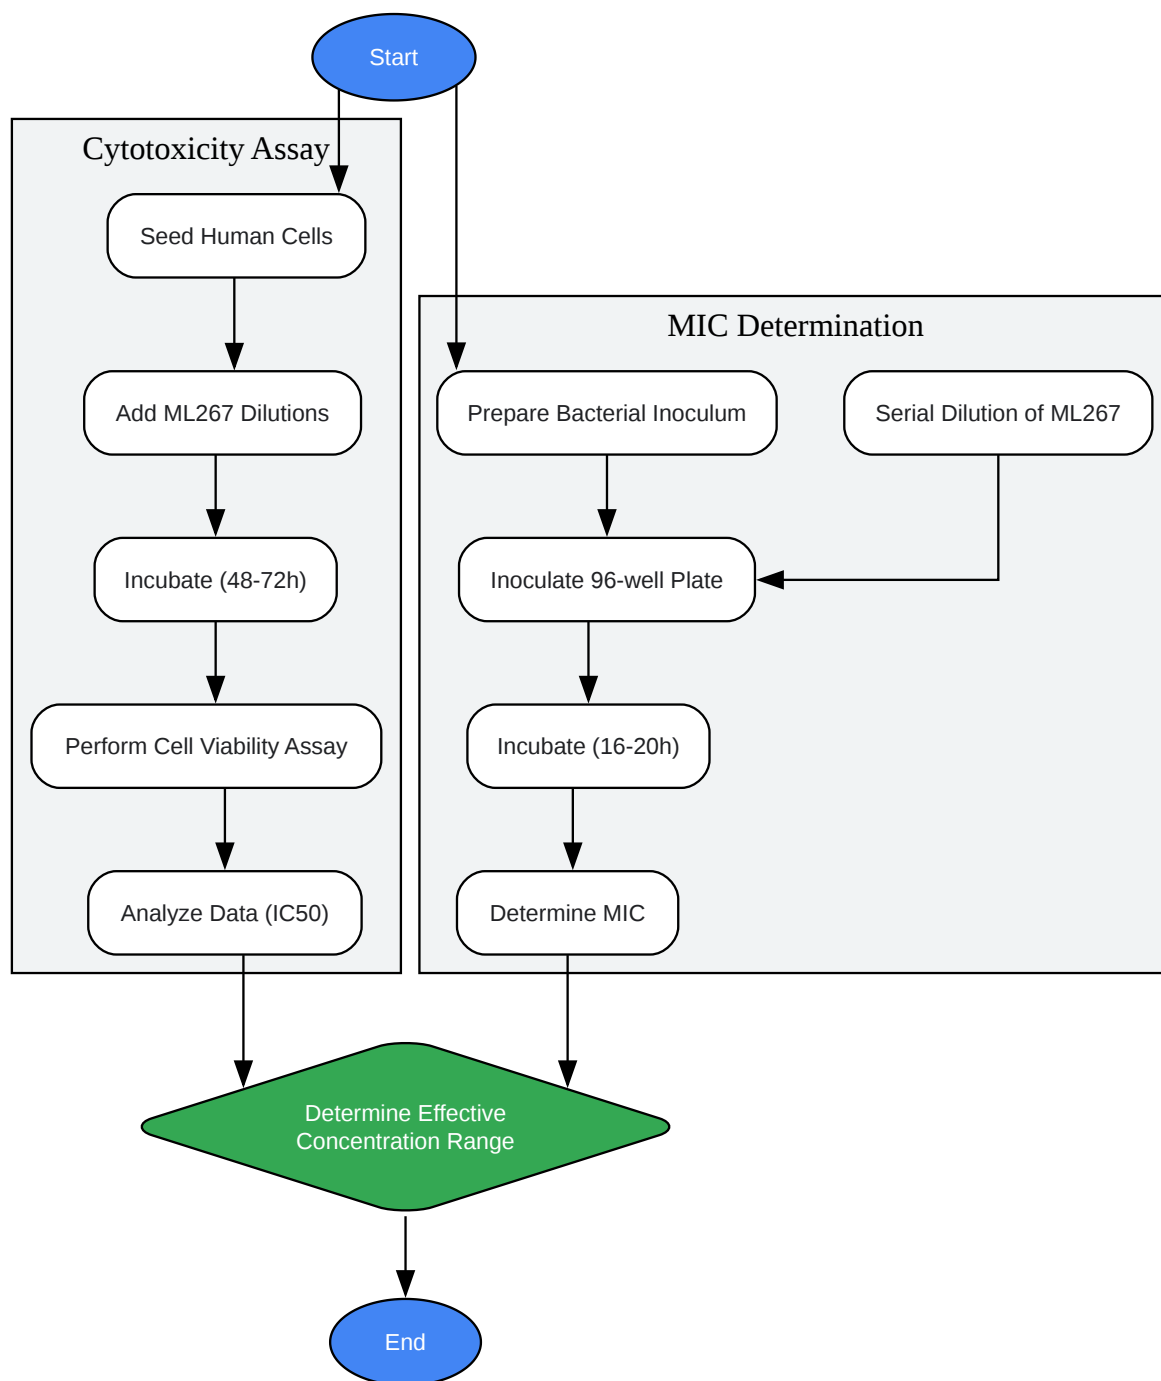 Start
Cytotoxicity Assay
Seed Human Cells
Add ML267 Dilutions
Incubate (48-72h)
Perform Cell Viability Assay
Analyze Data (IC50)
MIC Determination
Prepare Bacterial Inoculum
Serial Dilution of ML267
Inoculate 96-well Plate
Incubate (16-20h)
Determine MIC
Determine Effective
Concentration Range
End